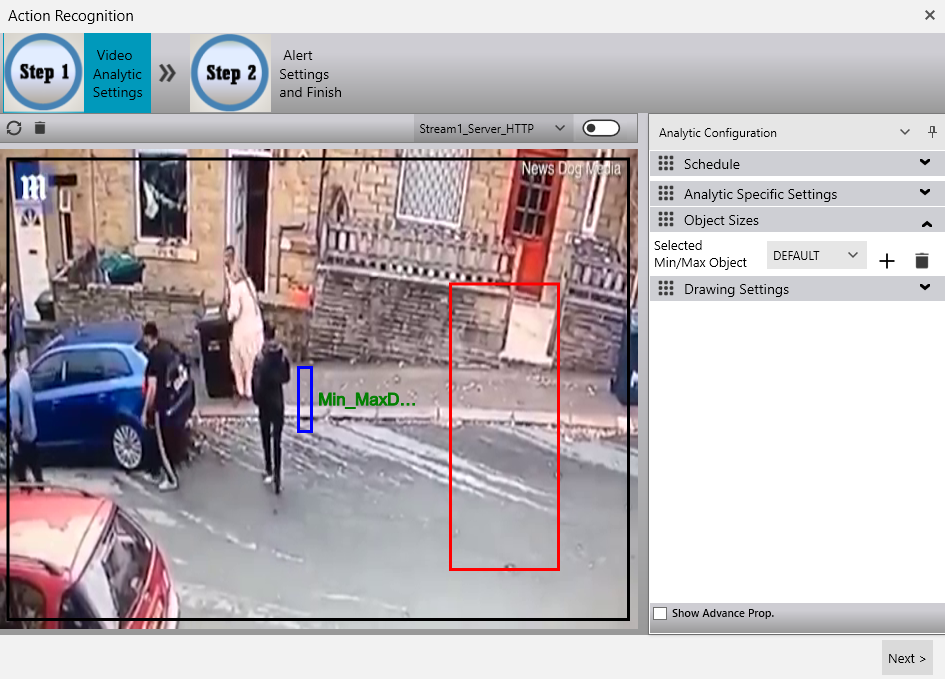 Action Recognition
Step 1
Video
Analytic
Settings
Step 2
Alert
Settings
and Finish
Stream1_Server_HTTP
Analytic Configuration
News Dog Media
m
Schedule
Analytic Specific Settings
Object Sizes
Selected
Min/Max Object
DEFAULT
Drawing Settings
Min_MaxD...
Show Advance Prop.
Next >